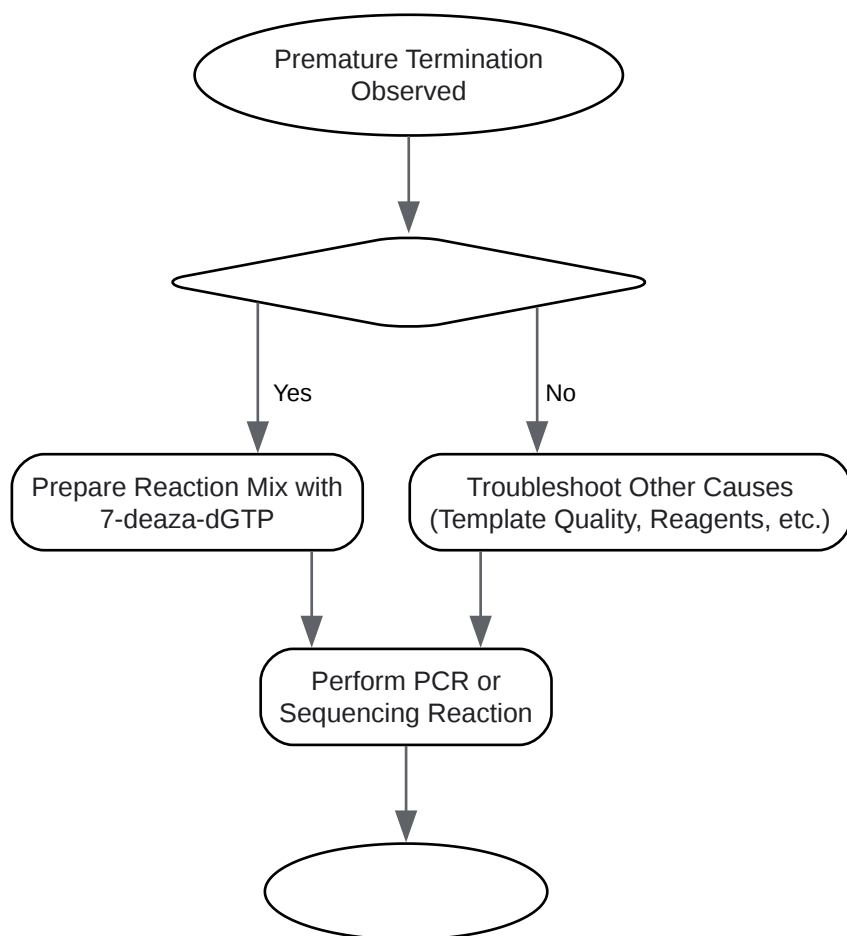 Premature Termination
Observed
Yes
No
Prepare Reaction Mix with
7-deaza-dGTP
Troubleshoot Other Causes
(Template Quality, Reagents, etc.)
Perform PCR or
Sequencing Reaction